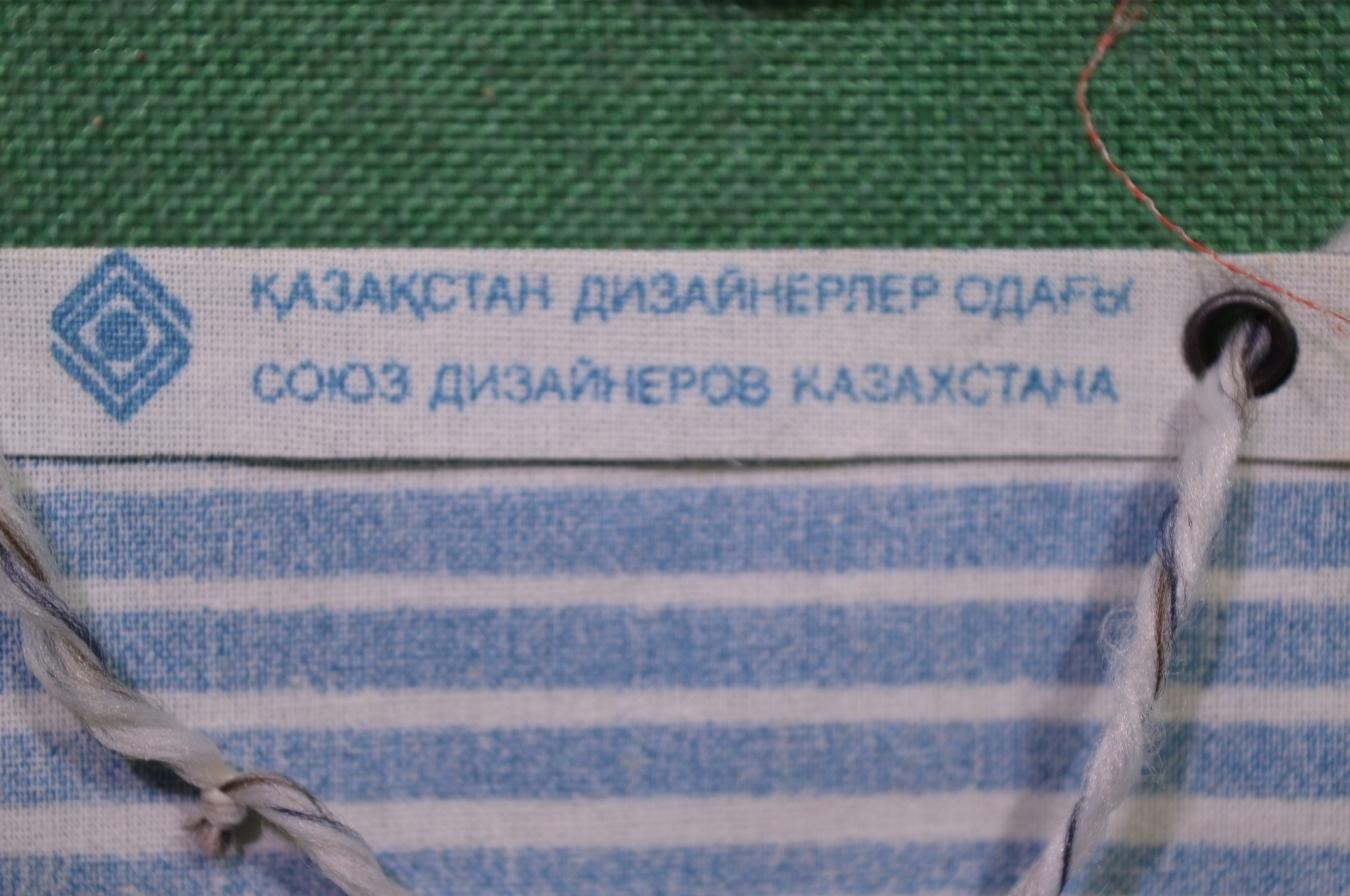 ҚАЗАҚСТАН ДИЗАЙНЕРЛЕР ОДАҒЫ
СОЮЗ ДИЗАЙНЕРОВ КАЗАХСТАНА